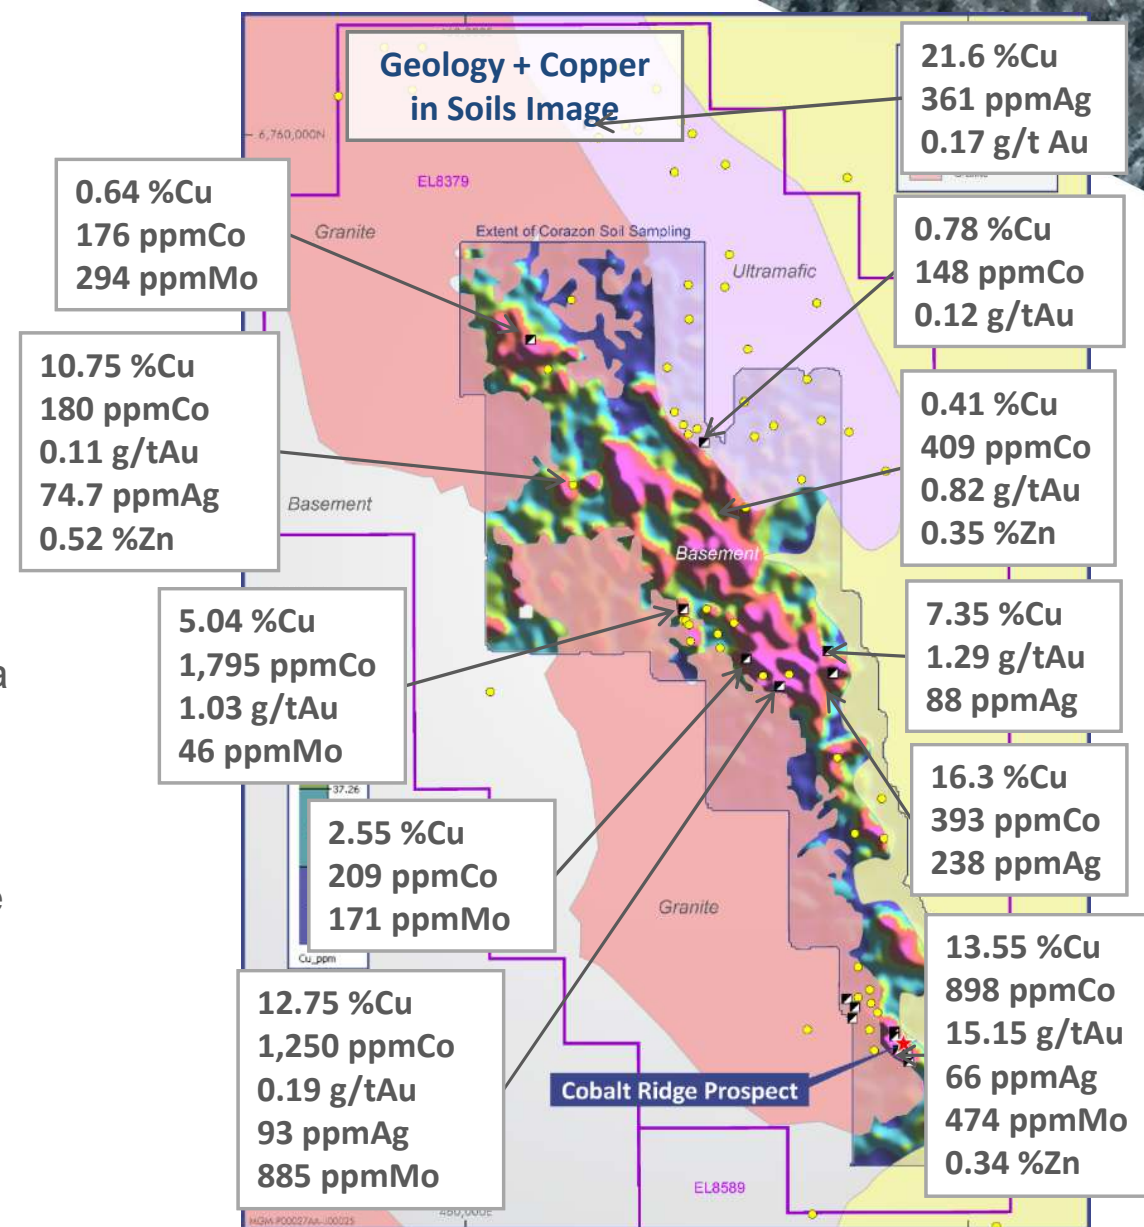 Geology + Copper
in Soils Image
21.6 %Cu
361 ppmAg
0.17 g/t Au
6,760,000N
EL8379
0.64 %Cu
176 ppmCo
294 ppmMo
Granite
Extent of Corazon Soil Sampling
Ultramafic
0.78 %Cu
148 ppmCo
0.12 g/tAu
10.75 %Cu
180 ppmCo
0.11 g/tAu
74.7 ppmAg
0.52 %Zn
0.41 %Cu
409 ppmCo
0.82 g/tAu
0.35 %Zn
Basement
Basement
5.04 %Cu
1,795 ppmCo
1.03 g/tAu
46 ppmMo
7.35 %Cu
1.29 g/tAu
88 ppmAg
a
16.3 %Cu
393 ppmCo
238 ppmAg
37.26
2.55 %Cu
209 ppmCo
171 ppmMo
e
Granite
Cu_ppm
13.55 %Cu
898 ppmCo
15.15 g/tAu
66 ppmAg
474 ppmMo
0.34 %Zn
12.75 %Cu
1,250 ppmCo
0.19 g/tAu
93 ppmAg
885 ppmMo
Cobalt Ridge Prospect
EL8589